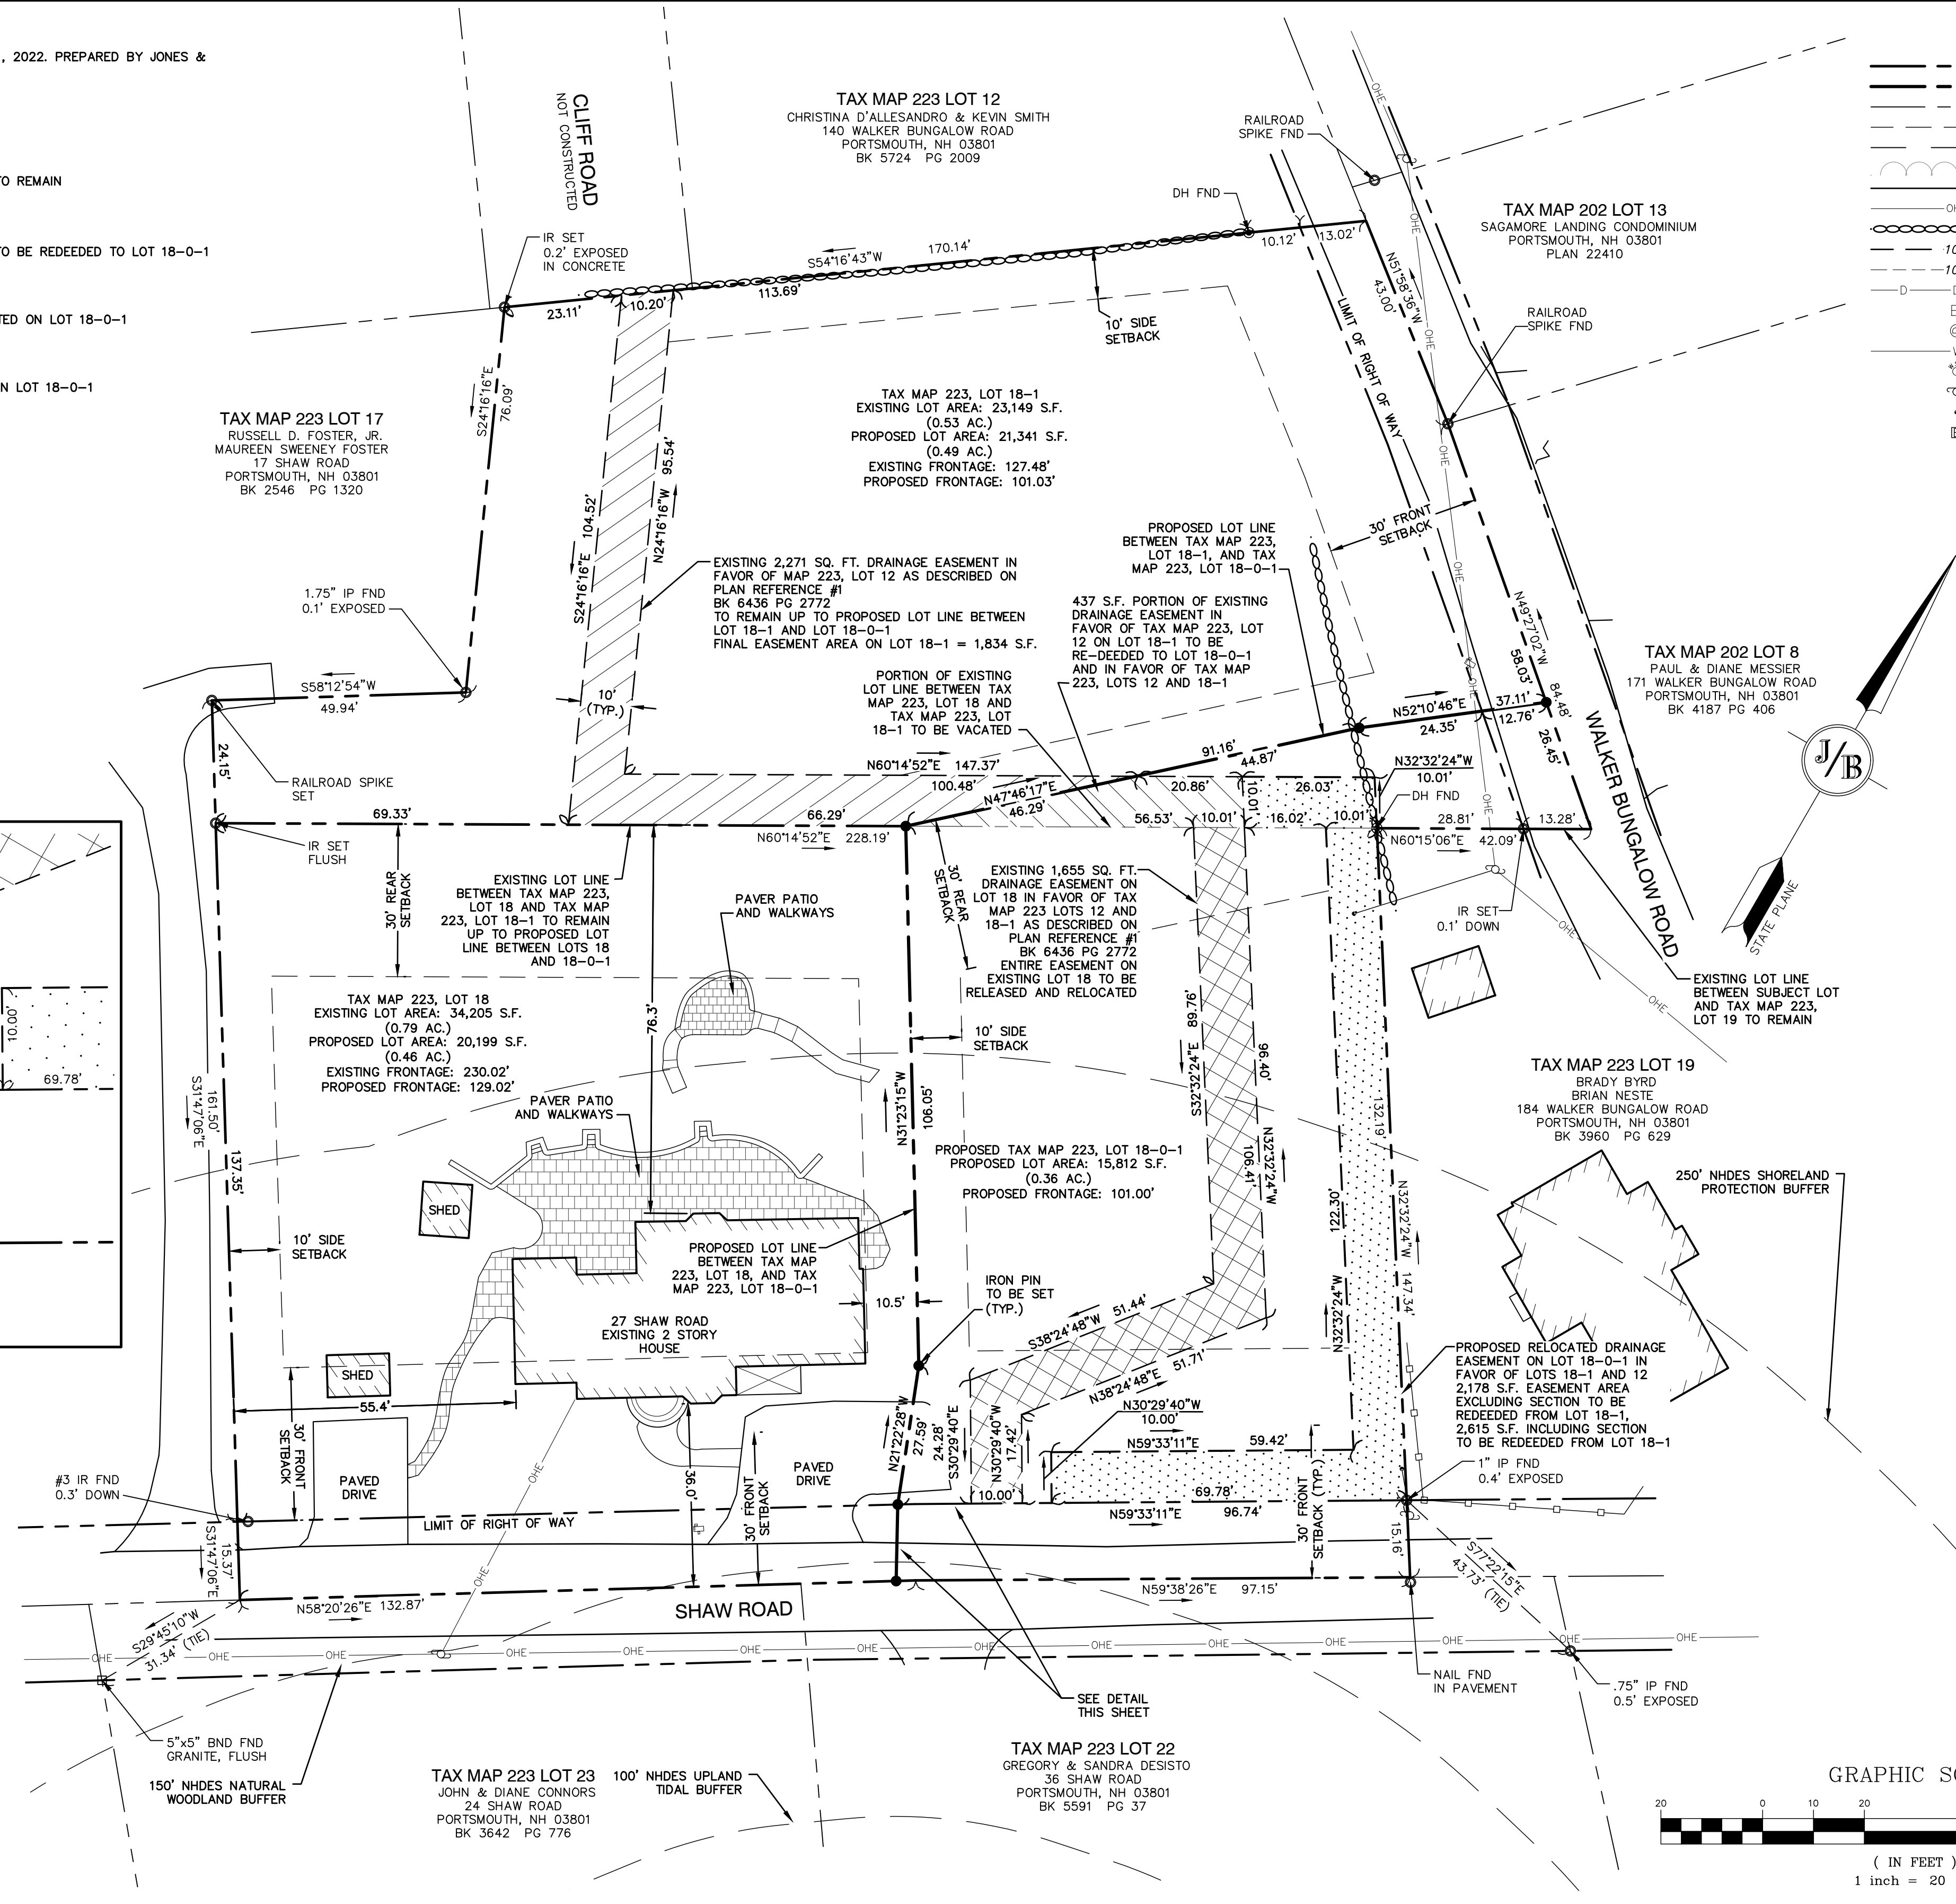 , 2022. PREPARED BY JONES &
TO REMAIN
TO BE REDEEDED TO LOT 18-0-1
TED ON LOT 18-0-1
N LOT 18-0-1
CLIFF ROAD
NOT CONSTRUCTED
TAX MAP 223 LOT 12
CHRISTINA D'ALLESANDRO & KEVIN SMITH
140 WALKER BUNGALOW ROAD
PORTSMOUTH, NH 03801
BK 5724 PG 2009
RAILROAD
SPIKE FND
DH FND
TAX MAP 202 LOT 13
SAGAMORE LANDING CONDOMINIUM
PORTSMOUTH, NH 03801
PLAN 22410
IR SET
0.2' EXPOSED
IN CONCRETE
S54°16'43"W
170.14'
10.12'
13.02'
23.11'
10.20'
113.69'
10' SIDE
SETBACK
N51°58'36"W
43.00'
LIMIT OF RIGHT OF WAY
RAILROAD
SPIKE FND
OHE
S24°16'16"E
76.09'
TAX MAP 223 LOT 17
RUSSELL D. FOSTER, JR.
MAUREEN SWEENEY FOSTER
17 SHAW ROAD
PORTSMOUTH, NH 03801
BK 2546 PG 1320
TAX MAP 223, LOT 18-1
EXISTING LOT AREA: 23,149 S.F.
(0.53 AC.)
PROPOSED LOT AREA: 21,341 S.F.
(0.49 AC.)
EXISTING FRONTAGE: 127.48'
PROPOSED FRONTAGE: 101.03'
S24°16'16"E 104.52'
N24°16'16"W 95.54'
30' FRONT
SETBACK
PROPOSED LOT LINE
BETWEEN TAX MAP 223,
LOT 18-1, AND TAX
MAP 223, LOT 18-0-1
EXISTING 2,271 SQ. FT. DRAINAGE EASEMENT IN
FAVOR OF MAP 223, LOT 12 AS DESCRIBED ON
PLAN REFERENCE #1
BK 6436 PG 2772
TO REMAIN UP TO PROPOSED LOT LINE BETWEEN
LOT 18-1 AND LOT 18-0-1
FINAL EASEMENT AREA ON LOT 18-1 = 1,834 S.F.
437 S.F. PORTION OF EXISTING
DRAINAGE EASEMENT IN
FAVOR OF TAX MAP 223, LOT
12 ON LOT 18-1 TO BE
RE-DEEDED TO LOT 18-0-1
AND IN FAVOR OF TAX MAP
223, LOTS 12 AND 18-1
1.75" IP FND
0.1' EXPOSED
N49°27'02"W
58.03'
84.48'
26.45'
TAX MAP 202 LOT 8
PAUL & DIANE MESSIER
171 WALKER BUNGALOW ROAD
PORTSMOUTH, NH 03801
BK 4187 PG 406
PORTION OF EXISTING
LOT LINE BETWEEN TAX
MAP 223, LOT 18 AND
TAX MAP 223, LOT
18-1 TO BE VACATED
S58°12'54"W
49.94'
10'
(TYP.)
N52°10'46"E
37.11'
24.35'
12.76'
WALKER BUNGALOW ROAD
J/B
STATE PLANE
24.15'
RAILROAD SPIKE
SET
N60°14'52"E 147.37'
100.48'
91.16'
44.87'
N47°46'17"E
46.29'
20.86'
10.01'
26.03'
N32°32'24"W
10.01'
DH FND
69.33'
66.29'
N60°14'52"E 228.19'
56.53'
10.01'
16.02'
10.01'
28.81'
13.28'
N60°15'06"E 42.09'
IR SET
FLUSH
30' REAR
SETBACK
EXISTING LOT LINE
BETWEEN TAX MAP 223,
LOT 18 AND TAX MAP
223, LOT 18-1 TO REMAIN
UP TO PROPOSED LOT
LINE BETWEEN LOTS 18
AND 18-0-1
PAVER PATIO
AND WALKWAYS
30' REAR
SETBACK
EXISTING 1,655 SQ. FT.
DRAINAGE EASEMENT ON
LOT 18 IN FAVOR OF TAX
MAP 223 LOTS 12 AND
18-1 AS DESCRIBED ON
PLAN REFERENCE #1
BK 6436 PG 2772
ENTIRE EASEMENT ON
EXISTING LOT 18 TO BE
RELEASED AND RELOCATED
IR SET
0.1' DOWN
EXISTING LOT LINE
BETWEEN SUBJECT LOT
AND TAX MAP 223,
LOT 19 TO REMAIN
10.00'
69.78'
TAX MAP 223, LOT 18
EXISTING LOT AREA: 34,205 S.F.
(0.79 AC.)
PROPOSED LOT AREA: 20,199 S.F.
(0.46 AC.)
EXISTING FRONTAGE: 230.02'
PROPOSED FRONTAGE: 129.02'
76.3'
10' SIDE
SETBACK
S32°32'24"E 89.76'
96.40'
S31°47'06"E
161.50'
137.35'
PAVER PATIO
AND WALKWAYS
N31°23'15"W
106.05'
PROPOSED TAX MAP 223, LOT 18-0-1
PROPOSED LOT AREA: 15,812 S.F.
(0.36 AC.)
PROPOSED FRONTAGE: 101.00'
N32°32'24"W
106.41'
132.19'
122.30'
N32°32'24"W
N32°32'24"W 147.34'
TAX MAP 223 LOT 19
BRADY BYRD
BRIAN NESTE
184 WALKER BUNGALOW ROAD
PORTSMOUTH, NH 03801
BK 3960 PG 629
250' NHDES SHORELAND
PROTECTION BUFFER
SHED
10' SIDE
SETBACK
PROPOSED LOT LINE
BETWEEN TAX MAP
223, LOT 18, AND TAX
MAP 223, LOT 18-0-1
10.5'
IRON PIN
TO BE SET
(TYP.)
27 SHAW ROAD
EXISTING 2 STORY
HOUSE
S38°24'48"W 51.44'
N38°24'48"E 51.71'
SHED
55.4'
PROPOSED RELOCATED DRAINAGE
EASEMENT ON LOT 18-0-1 IN
FAVOR OF LOTS 18-1 AND 12
2,178 S.F. EASEMENT AREA
EXCLUDING SECTION TO BE
REDEEDED FROM LOT 18-1,
2,615 S.F. INCLUDING SECTION
TO BE REDEEDED FROM LOT 18-1
30' FRONT
SETBACK
N21°22'28"W
27.59'
24.28'
S30°29'40"E
N30°29'40"W
17.42'
N30°29'40"W
10.00'
N59°33'11"E 59.42'
#3 IR FND
0.3' DOWN
PAVED
DRIVE
36.0'
30' FRONT
SETBACK
PAVED
DRIVE
10.00'
69.78'
N59°33'11"E 96.74'
30' FRONT
SETBACK (TYP.)
1" IP FND
0.4' EXPOSED
LIMIT OF RIGHT OF WAY
S31°47'06"E
15.37'
15.16'
S77°22'15"E
43.73' (TIE)
N58°20'26"E 132.87'
SHAW ROAD
N59°38'26"E 97.15'
S29°45'10"W
31.34' (TIE)
OHE OHE OHE OHE OHE OHE OHE OHE OHE OHE OHE OHE OHE OHE OHE
SEE DETAIL
THIS SHEET
NAIL FND
IN PAVEMENT
.75" IP FND
0.5' EXPOSED
5"x5" BND FND
GRANITE, FLUSH
150' NHDES NATURAL
WOODLAND BUFFER
TAX MAP 223 LOT 23
JOHN & DIANE CONNORS
24 SHAW ROAD
PORTSMOUTH, NH 03801
BK 3642 PG 776
100' NHDES UPLAND
TIDAL BUFFER
TAX MAP 223 LOT 22
GREGORY & SANDRA DESISTO
36 SHAW ROAD
PORTSMOUTH, NH 03801
BK 5591 PG 37
GRAPHIC SC
20 0 10 20
( IN FEET )
1 inch = 20